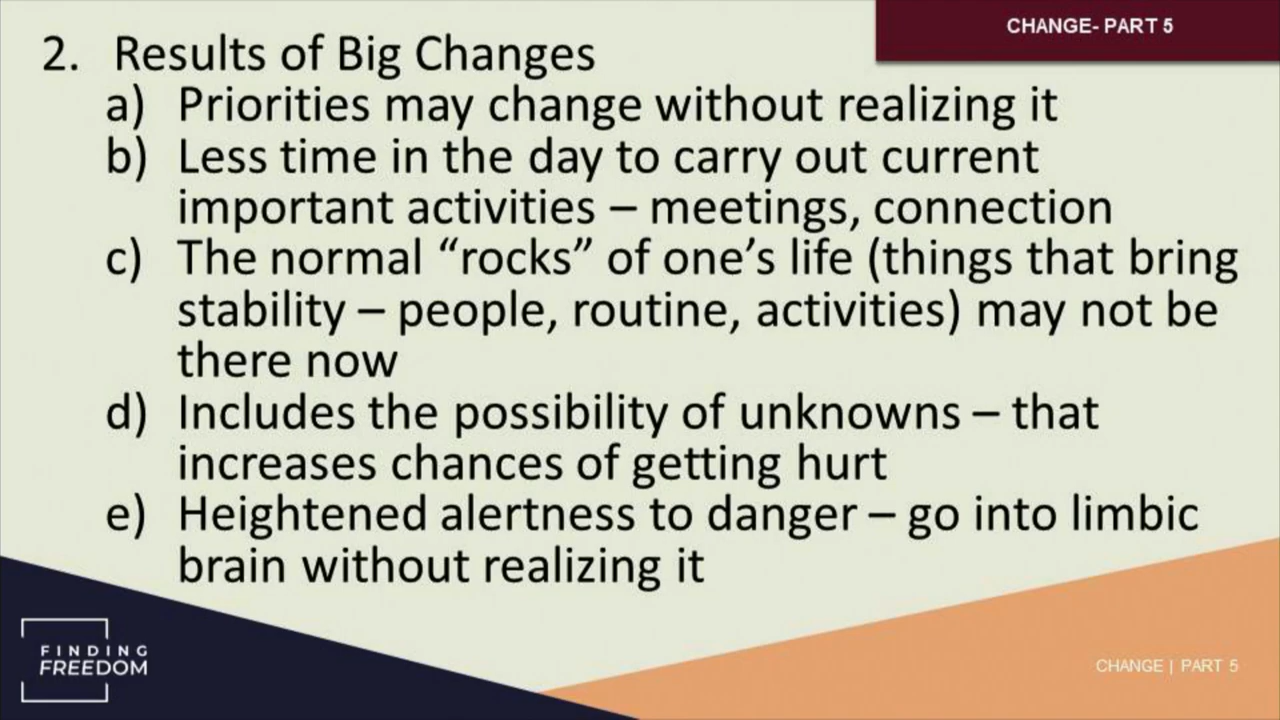 CHANGE- PART 5
2. Results of Big Changes
a) Priorities may change without realizing it
b) Less time in the day to carry out current
important activities – meetings, connection
c) The normal “rocks” of one’s life (things that bring
stability – people, routine, activities) may not be
there now
d) Includes the possibility of unknowns – that
increases chances of getting hurt
e) Heightened alertness to danger – go into limbic
brain without realizing it
FINDING
FREEDOM
CHANGE | PART 5